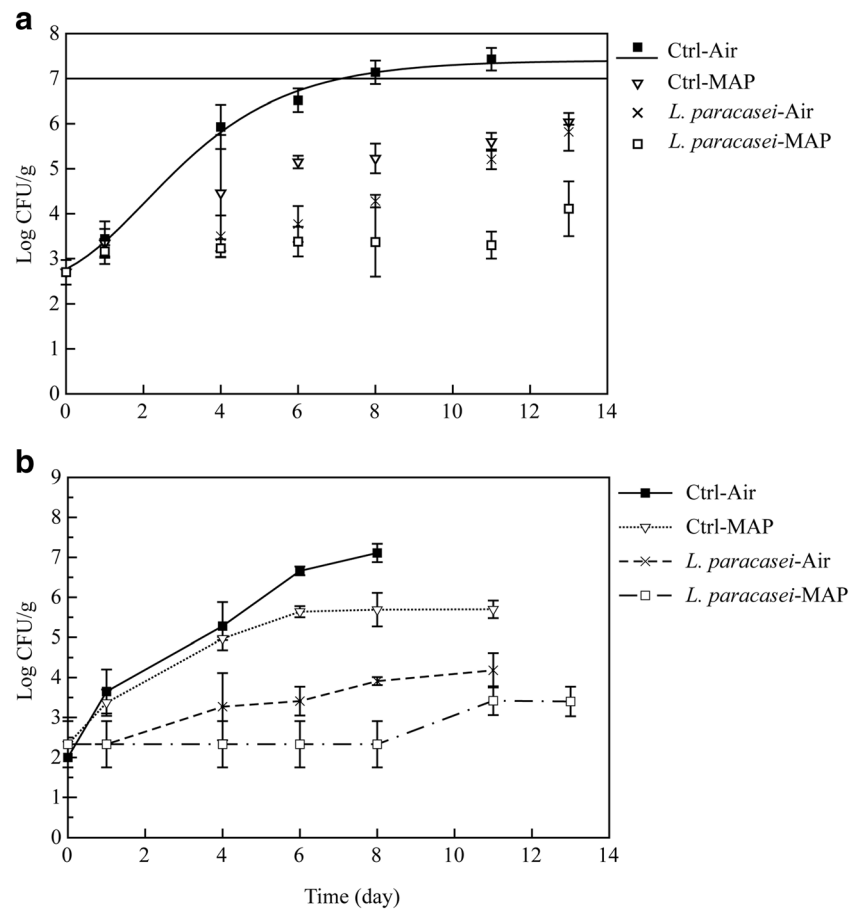 a
8
7
6
5
4
3
2
1
0
Log CFU/g
0 2 4 6 8 10 12 14
Ctrl-Air
Ctrl-MAP
L. paracasei-Air
L. paracasei-MAP
b
9
8
7
6
5
4
3
2
1
0
Log CFU/g
0 2 4 6 8 10 12 14
Time (day)
Ctrl-Air
Ctrl-MAP
L. paracasei-Air
L. paracasei-MAP